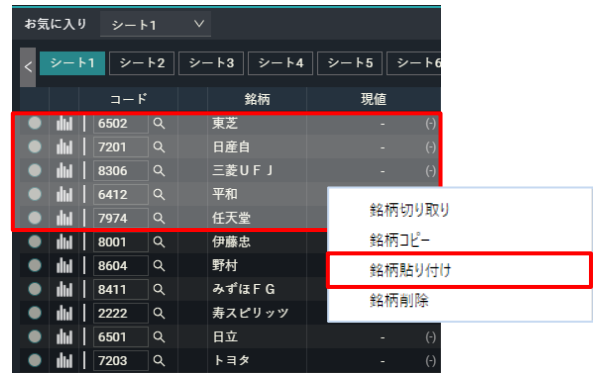 お気に入り シート1
< シート1 シート2 シート3 シート4 シート5 シート6
コード 銘柄 現値
6502 東芝 - (-)
7201 日産自 - (-)
8306 三菱UFJ - (-)
6412 平和
7974 任天堂
8001 伊藤忠
8604 野村
8411 みずほFG
2222 寿スピリッツ
6501 日立 - (-)
7203 トヨタ - (-)
銘柄切り取り
銘柄コピー
銘柄貼り付け
銘柄削除